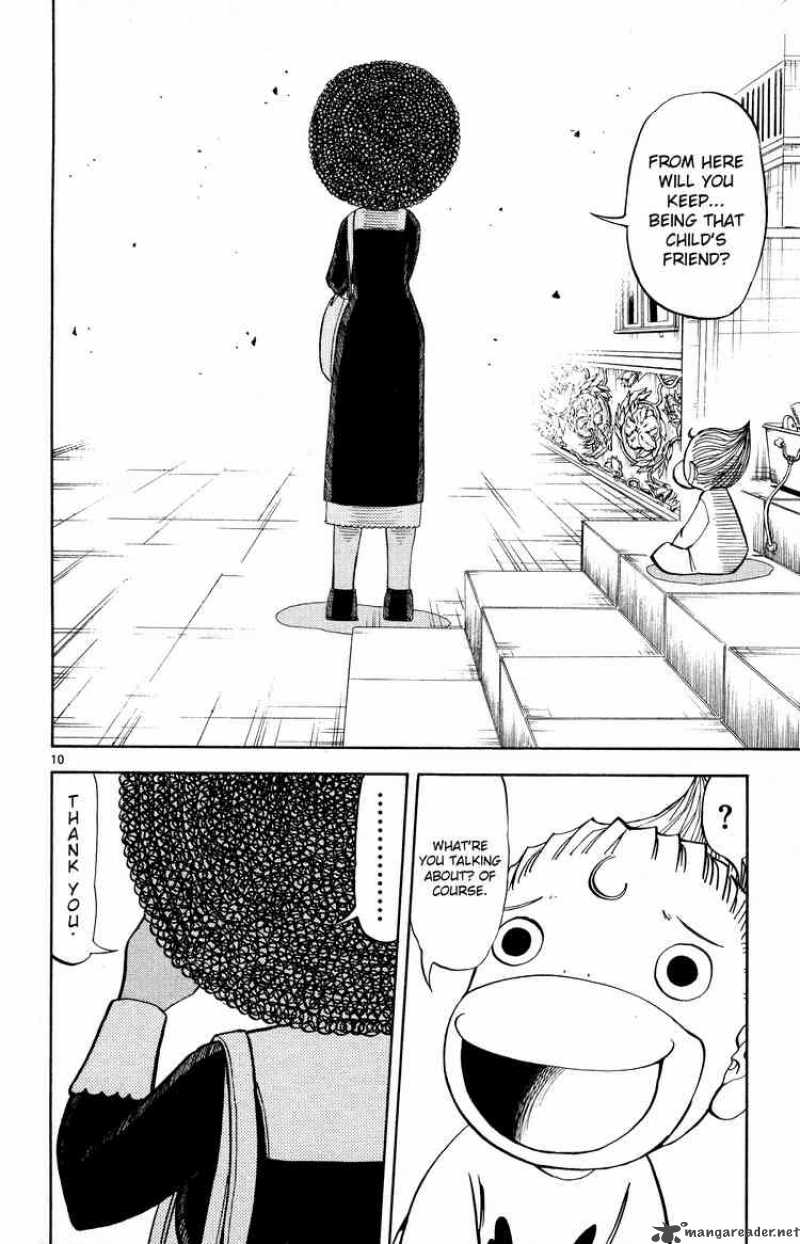 FROM HERE
WILL YOU
KEEP...
BEING THAT
CHILD'S
FRIEND?
10
?
WHAT'RE
YOU TALKING
ABOUT? OF
COURSE.
..........
THANK YOU.
mangareader.net